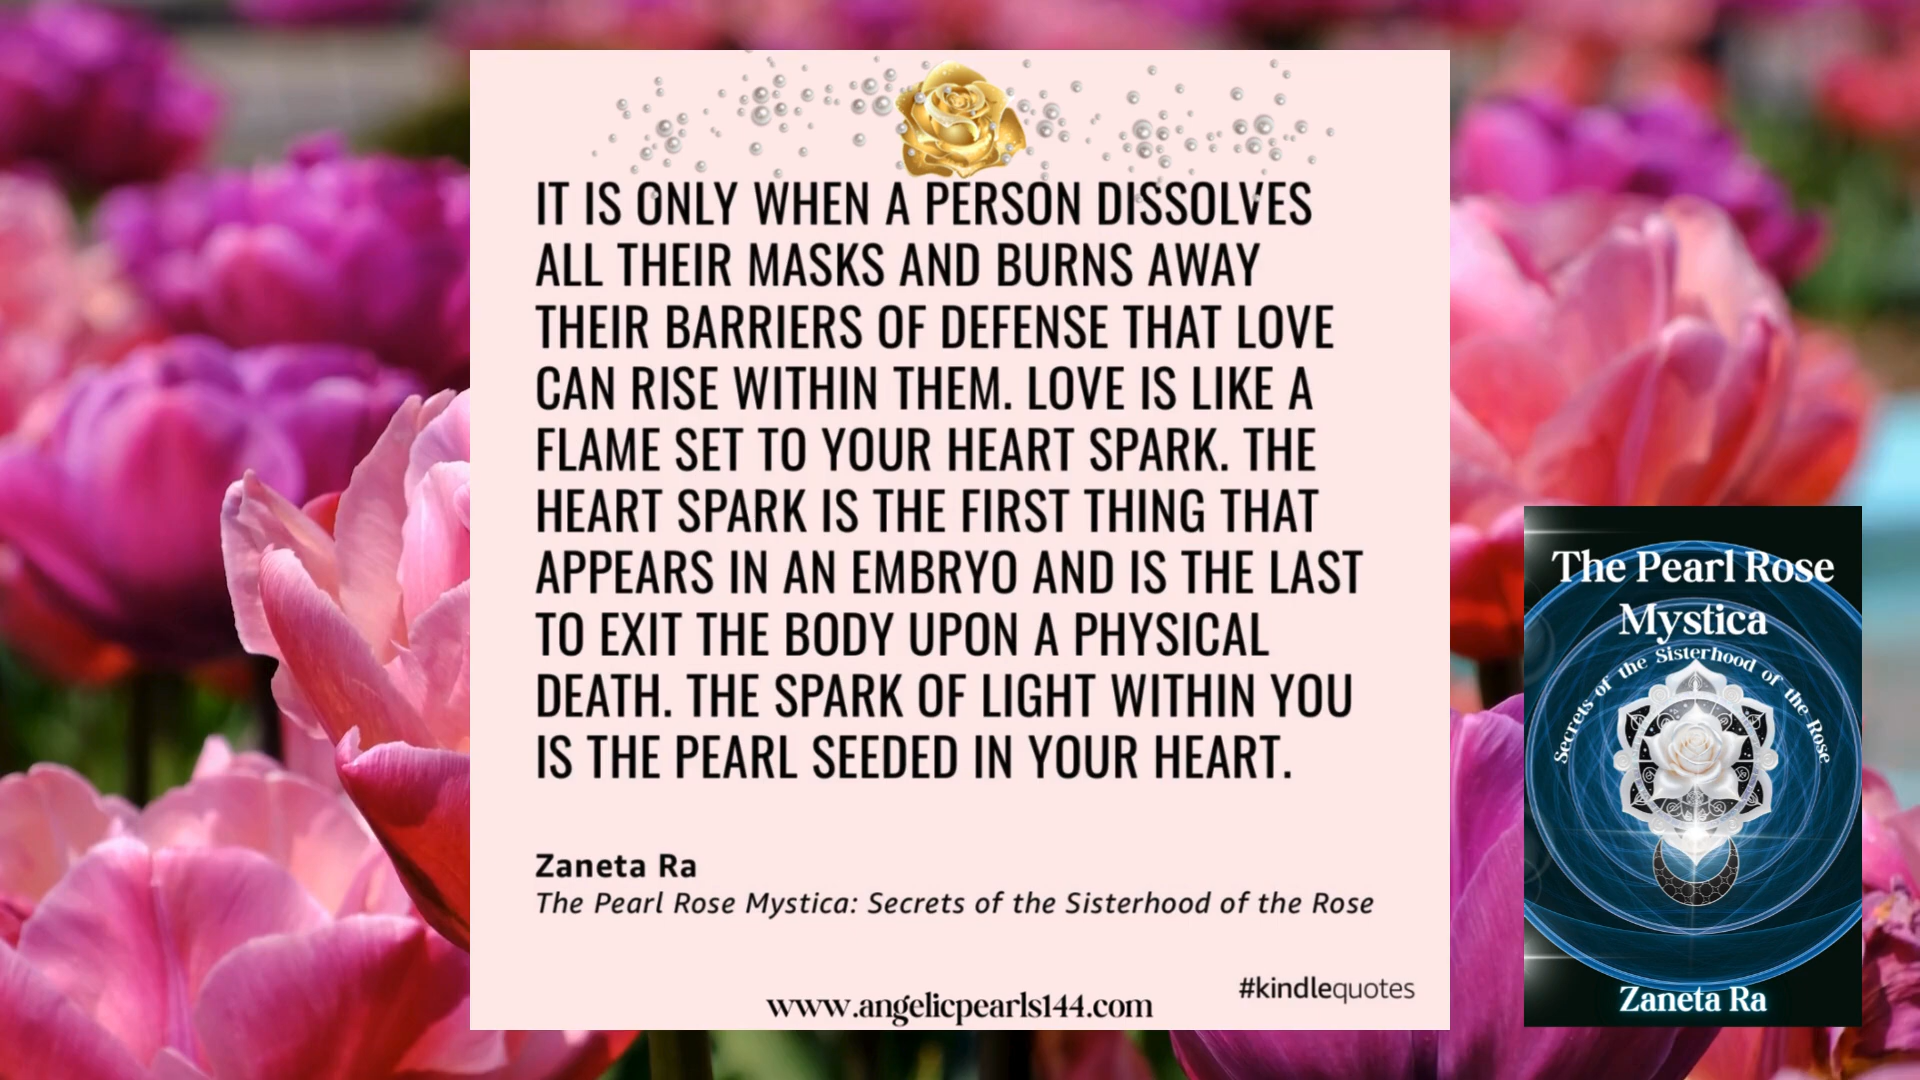 IT IS ONLY WHEN A PERSON DISSOLVES
ALL THEIR MASKS AND BURNS AWAY
THEIR BARRIERS OF DEFENSE THAT LOVE
CAN RISE WITHIN THEM. LOVE IS LIKE A
FLAME SET TO YOUR HEART SPARK. THE
HEART SPARK IS THE FIRST THING THAT
APPEARS IN AN EMBRYO AND IS THE LAST
TO EXIT THE BODY UPON A PHYSICAL
DEATH. THE SPARK OF LIGHT WITHIN YOU
IS THE PEARL SEEDED IN YOUR HEART.
Zaneta Ra
The Pearl Rose Mystica: Secrets of the Sisterhood of the Rose
#kindlequotes
www.angelicpearls144.com
The Pearl Rose
Mystica
Secrets of the Sisterhood of the Rose
Zaneta Ra